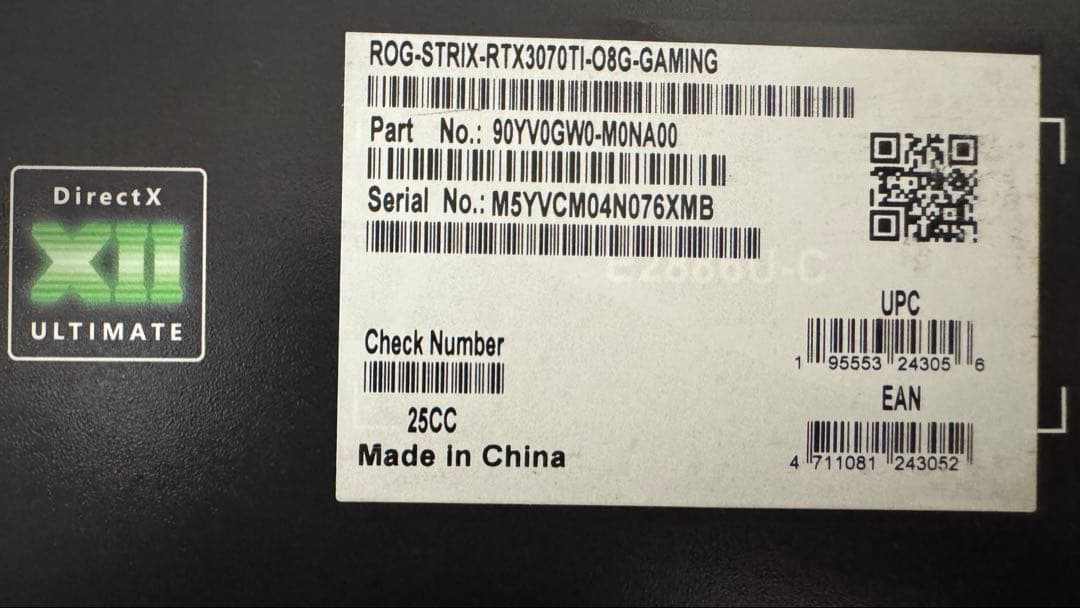 DirectX
XII
ULTIMATE
ROG-STRIX-RTX3070TI-O8G-GAMING
Part No.: 90YV0GW0-M0NA00
Serial No.: M5YVCM04N076XMB
Check Number
25CC
Made in China
UPC
1 95553 24305 6
EAN
4 711081 243052